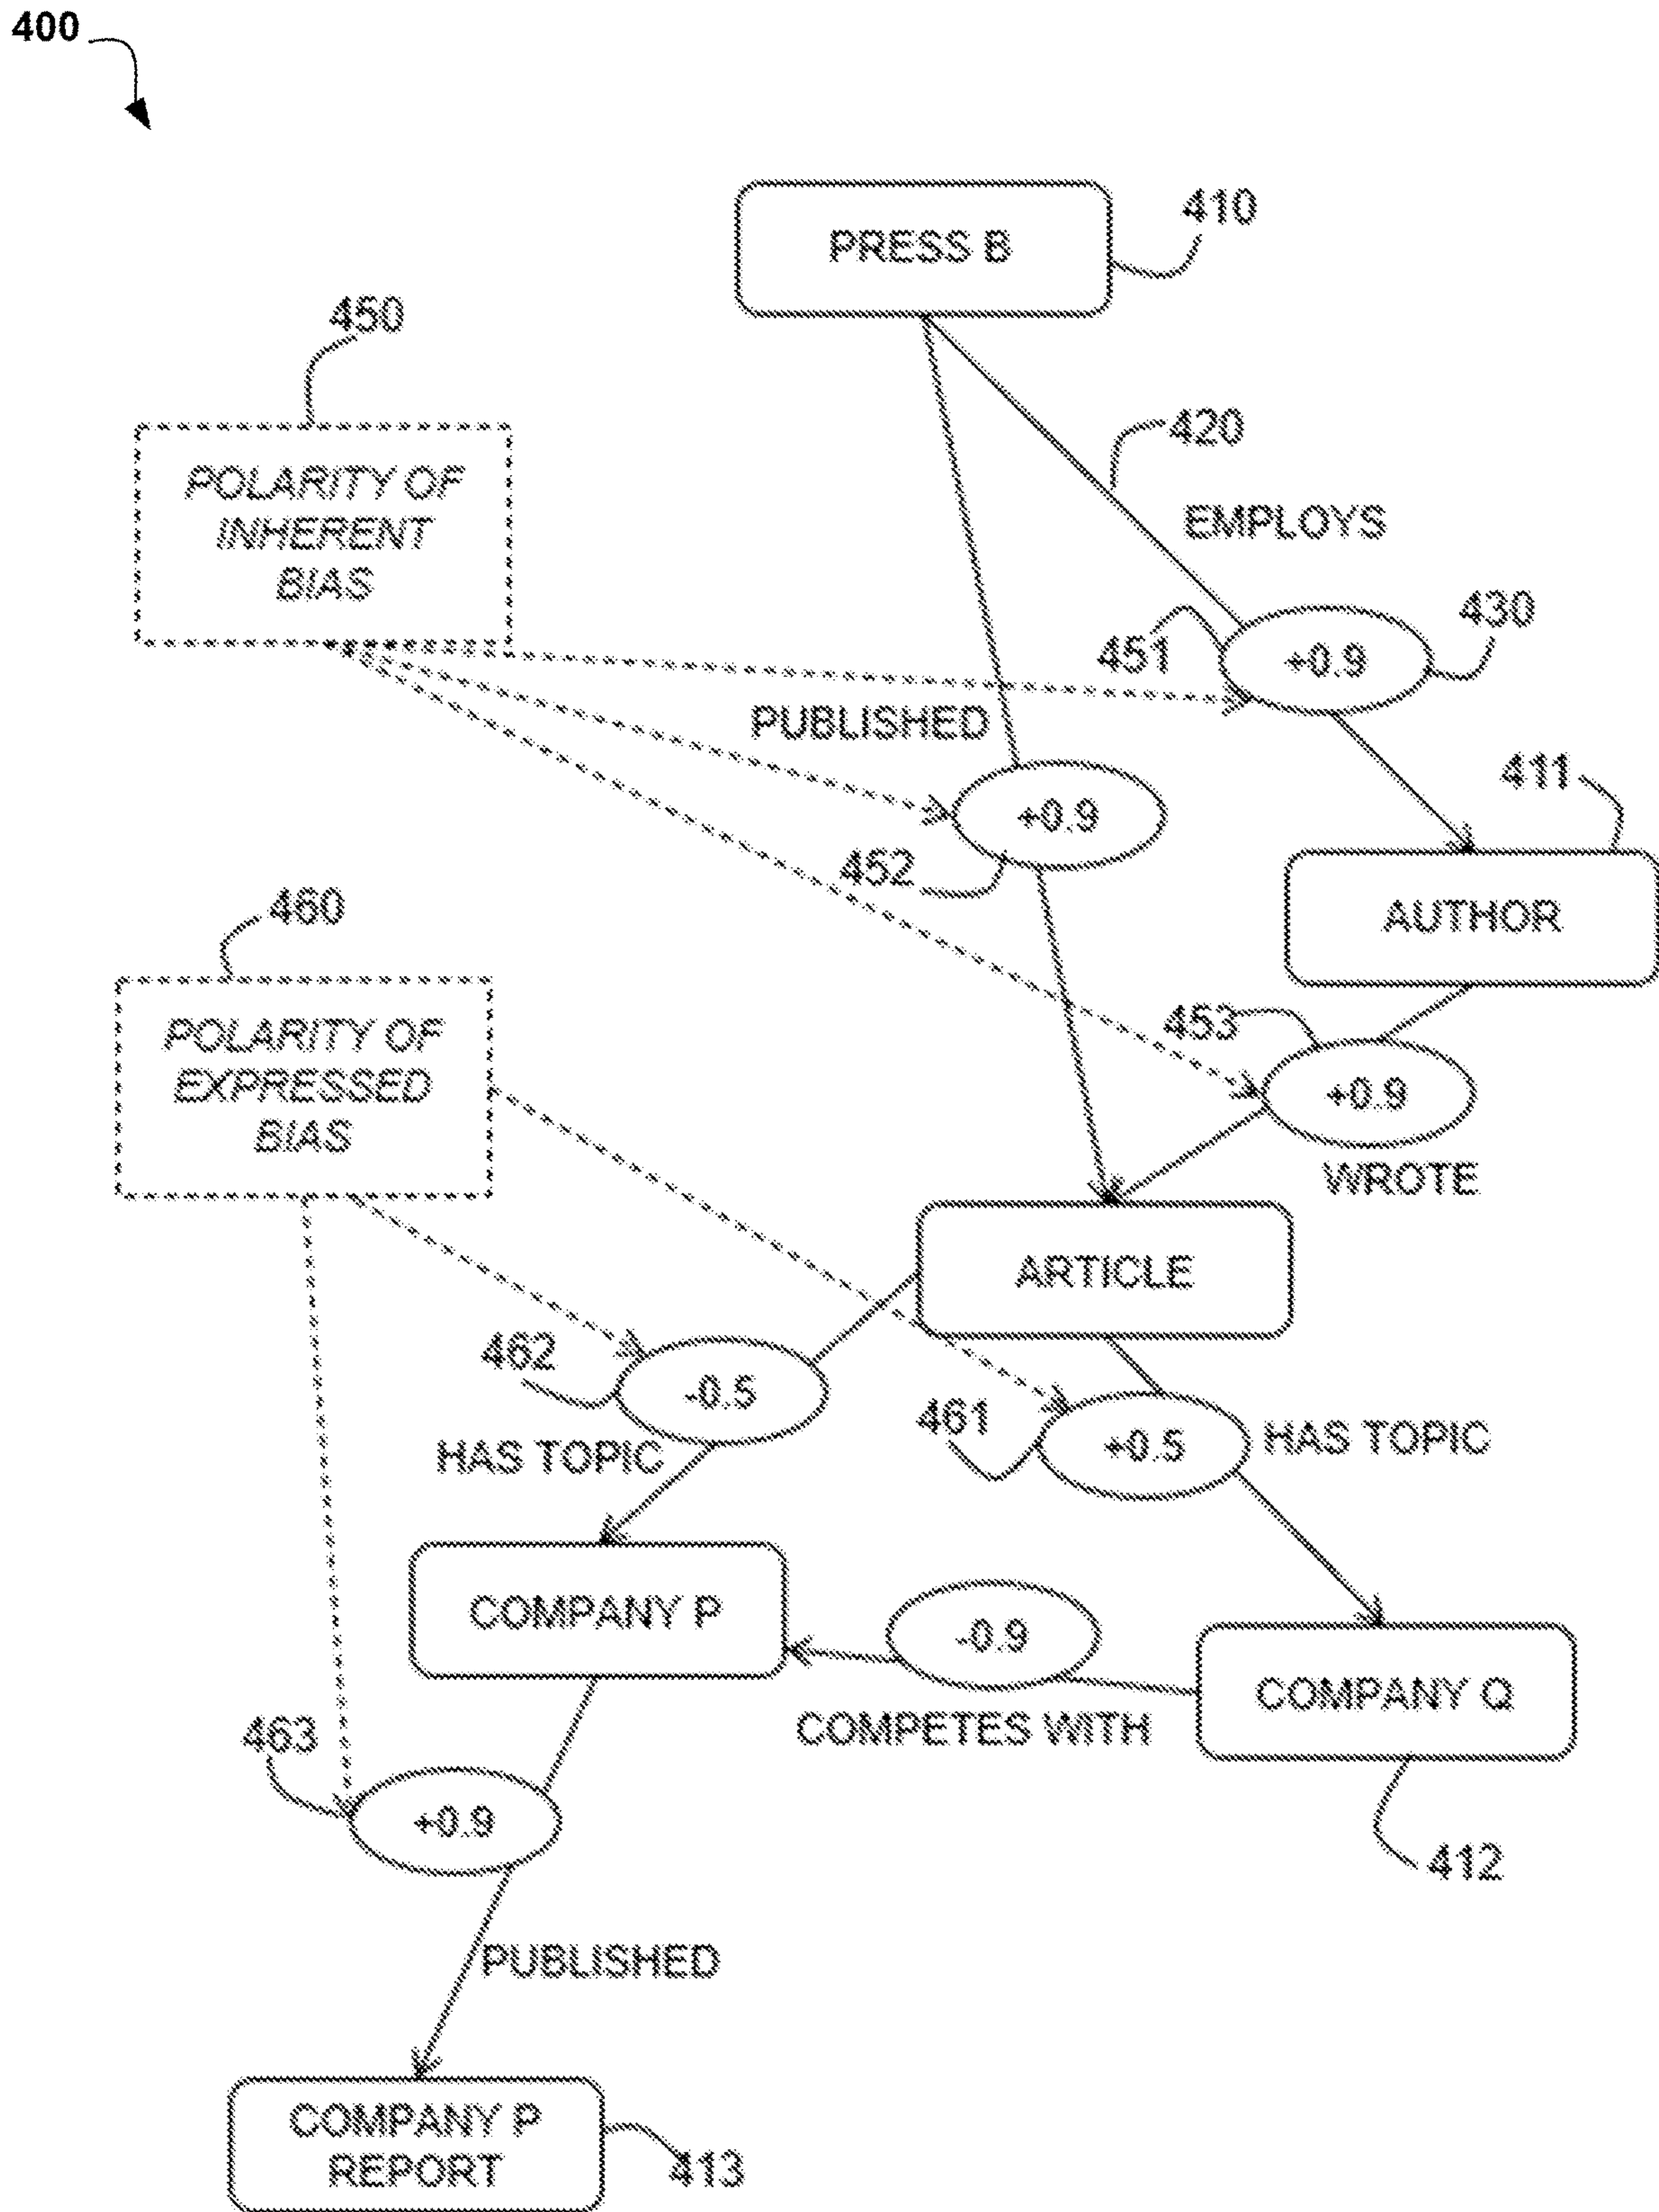 400
PRESS B
410
450
POLARITY OF
INHERENT
BIAS
420
EMPLOYS
451
+0.9
430
PUBLISHED
+0.9
452
411
AUTHOR
460
POLARITY OF
EXPRESSED
BIAS
453
+0.9
WROTE
ARTICLE
462
-0.5
HAS TOPIC
461
+0.5
HAS TOPIC
COMPANY P
-0.9
COMPETES WITH
COMPANY Q
412
463
+0.9
PUBLISHED
COMPANY P
REPORT
413